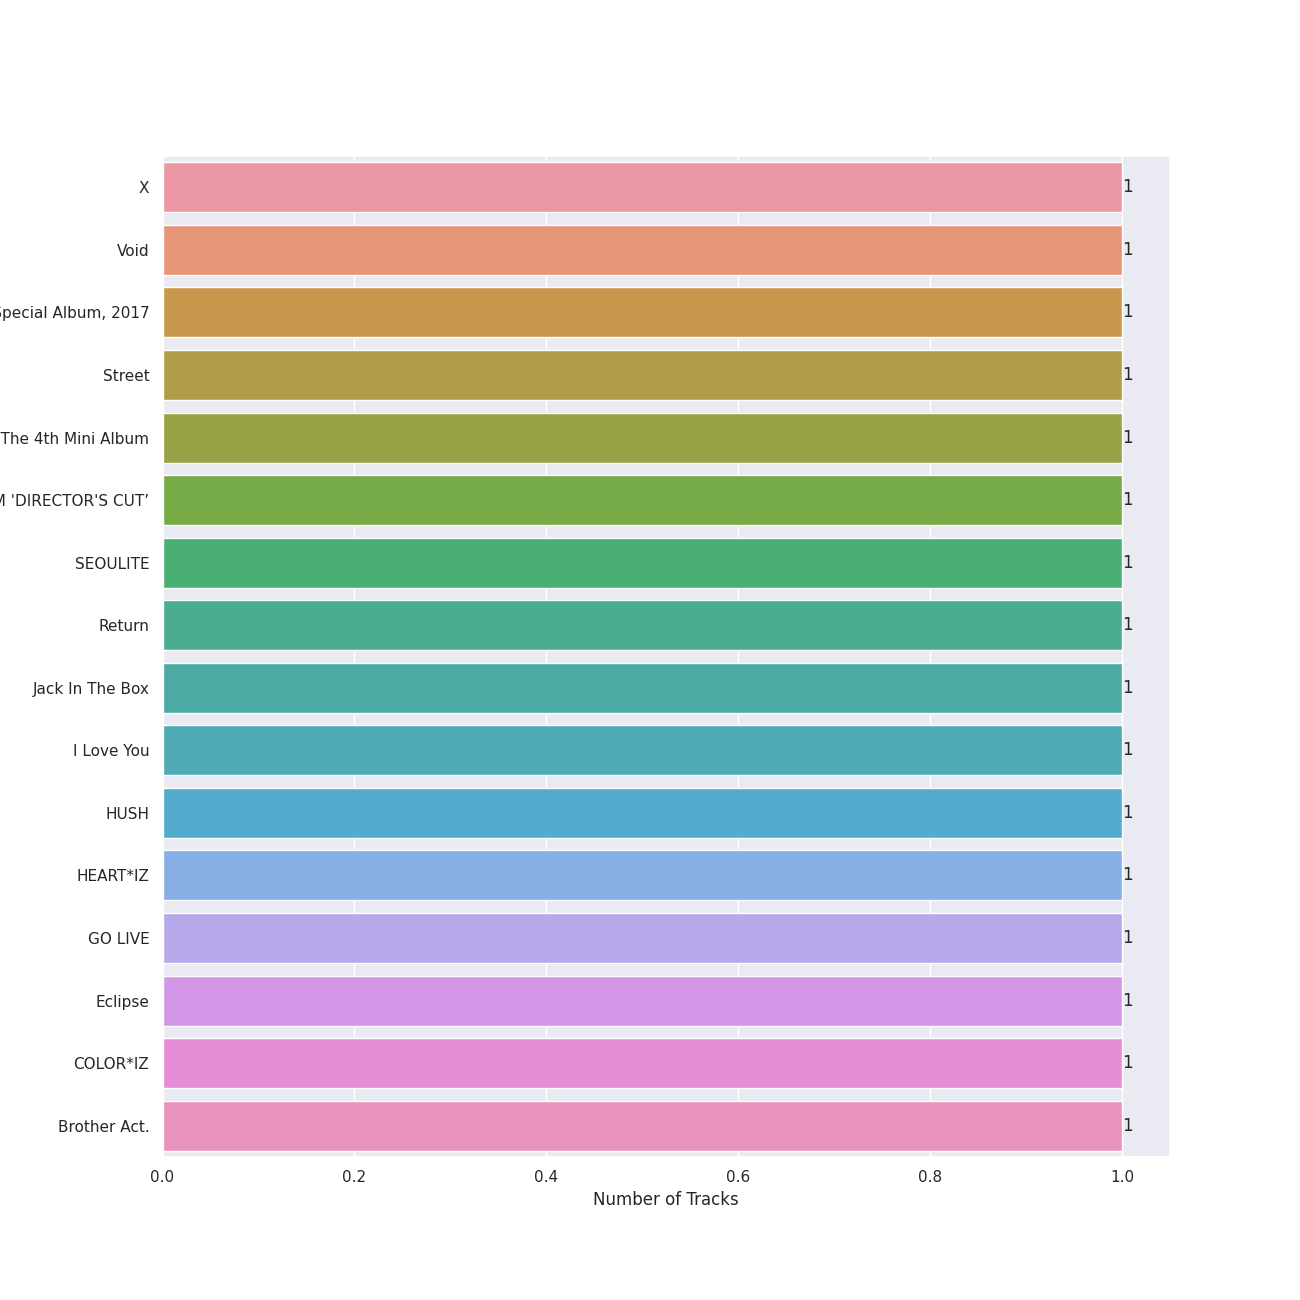 X 1
Void 1
Special Album, 2017 1
Street 1
The 4th Mini Album 1
'DIRECTOR'S CUT’ 1
SEOULITE 1
Return 1
Jack In The Box 1
I Love You 1
HUSH 1
HEART*IZ 1
GO LIVE 1
Eclipse 1
COLOR*IZ 1
Brother Act. 1
0.0 0.2 0.4 0.6 0.8 1.0
Number of Tracks